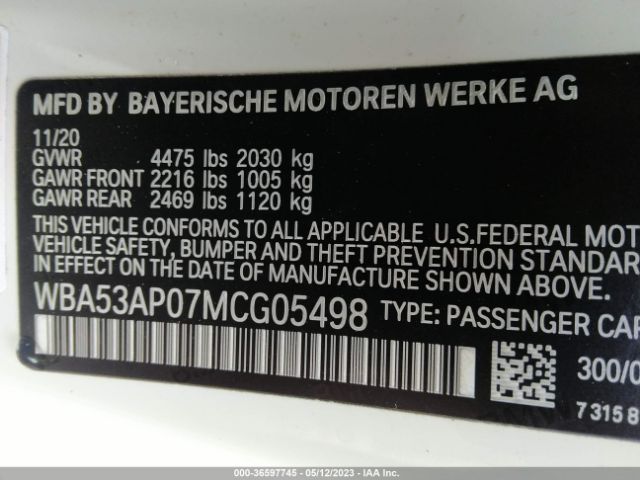 MFD BY BAYERISCHE MOTOREN WERKE AG
11/20
GVWR 4475 lbs 2030 kg
GAWR FRONT 2216 lbs 1005 kg
GAWR REAR 2469 lbs 1120 kg
THIS VEHICLE CONFORMS TO ALL APPLICABLE U.S.FEDERAL MOT
VEHICLE SAFETY, BUMPER AND THEFT PREVENTION STANDARD
IN EFFECT ON THE DATE OF MANUFACTURE SHOWN ABOVE.
WBA53AP07MCG05498 TYPE: PASSENGER CAR
300/0
7315 8
000-36597745 - 05/12/2023 - IAA Inc.